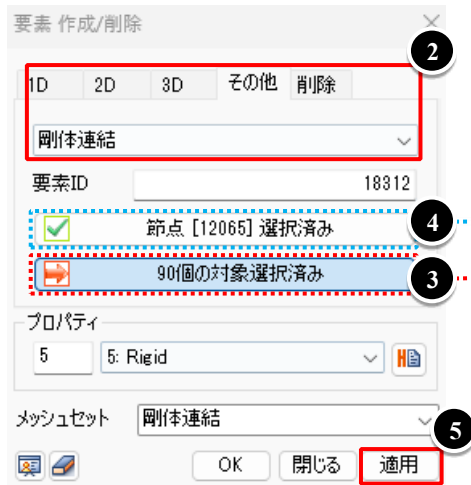 要素 作成/削除
2
1D 2D 3D その他 削除
剛体連結
要素ID 18312
節点 [12065] 選択済み 4
90個の対象選択済み 3
プロパティ
5 5: Rigid
メッシュセット 剛体連結
5
OK 閉じる 適用